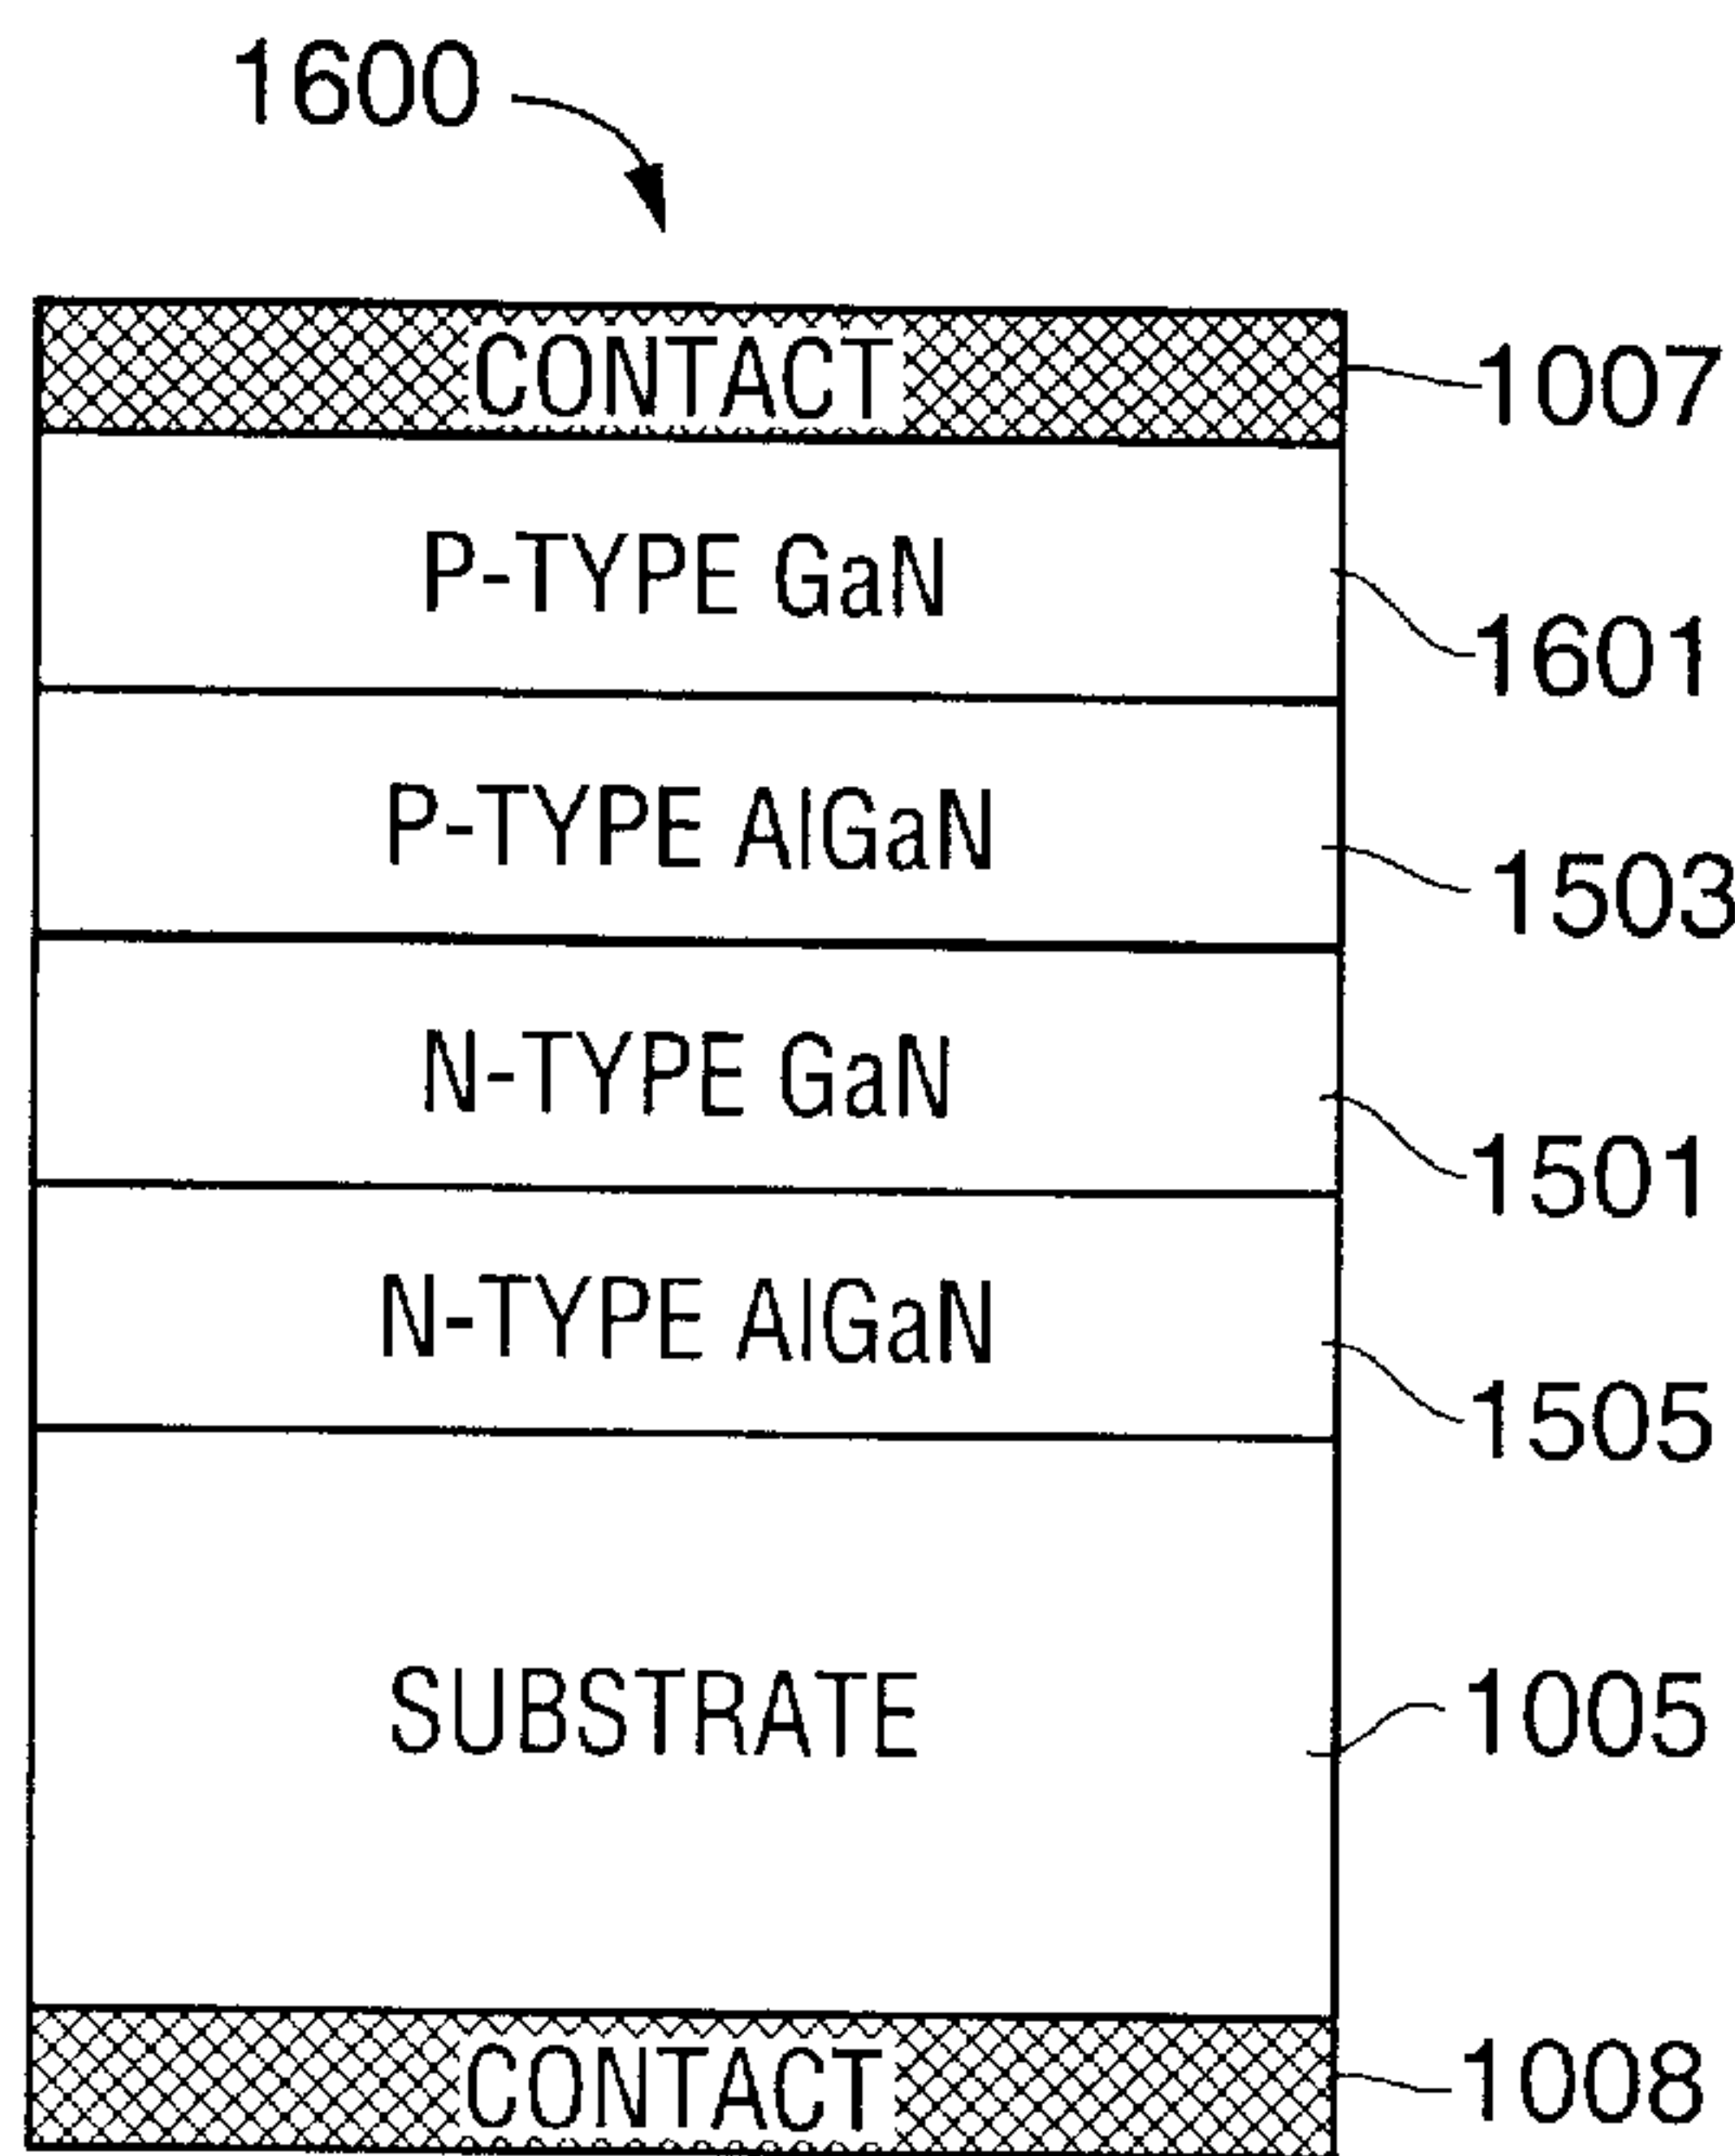 1600
CONTACT
1007
P-TYPE GaN
1601
P-TYPE AlGaN
1503
N-TYPE GaN
1501
N-TYPE AlGaN
1505
SUBSTRATE
1005
CONTACT
1008